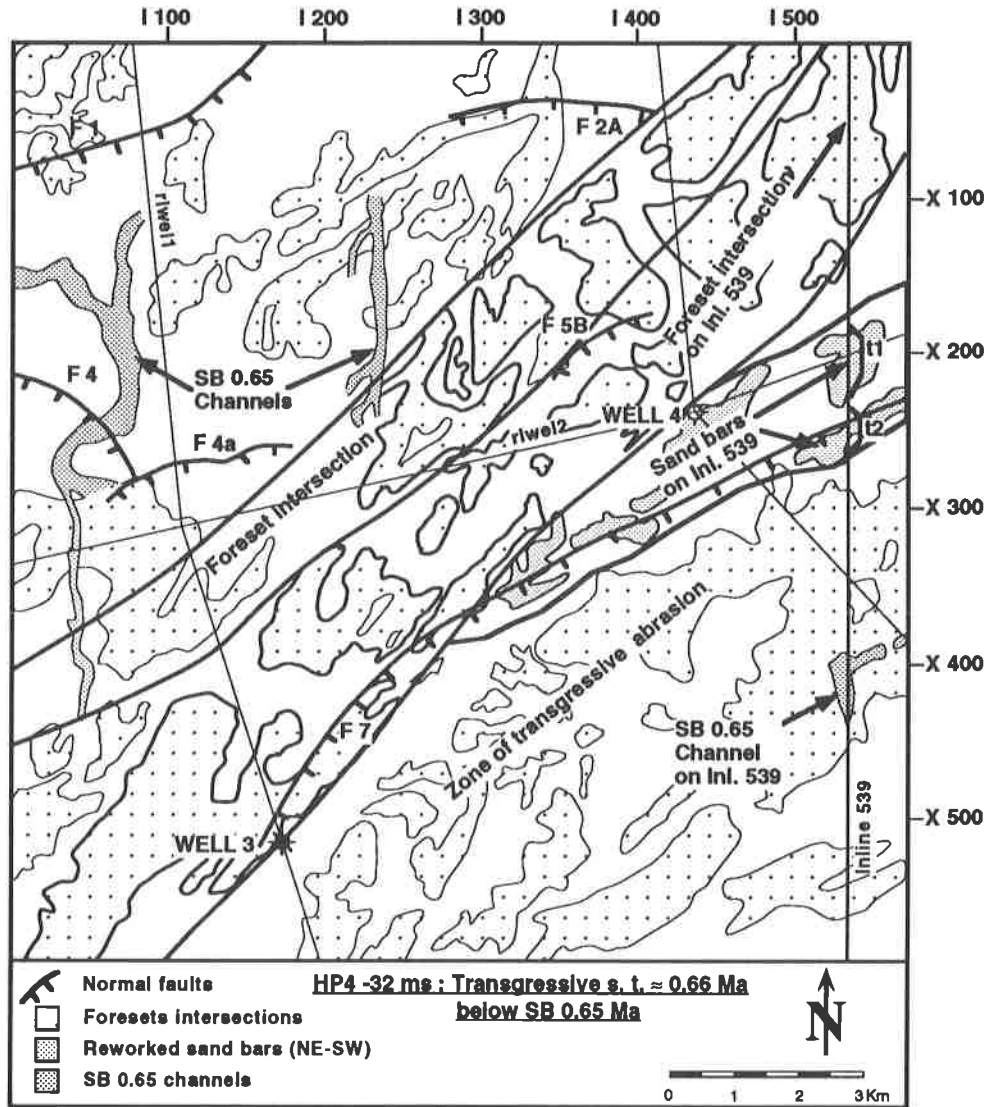 I 100 I 200 I 300 I 400 I 500
F 1
F 2A
rlwel1
X 100
Foreset Intersection
on Inl. 539
F 5B
X 200
F 4
SB 0.65
Channels
t1
WELL 4
t2
F 4a
rlwel2
Sand bars
on Inl. 539
Foreset Intersection
X 300
Zone of transgressive abrasion
X 400
F 7
SB 0.65
Channel
on Inl. 539
Inline 539
X 500
WELL 3
Normal faults
Foresets intersections
Reworked sand bars (NE-SW)
SB 0.65 channels
HP4 -32 ms : Transgressive s. t. ≈ 0.66 Ma
below SB 0.65 Ma
N
0 1 2 3 Km